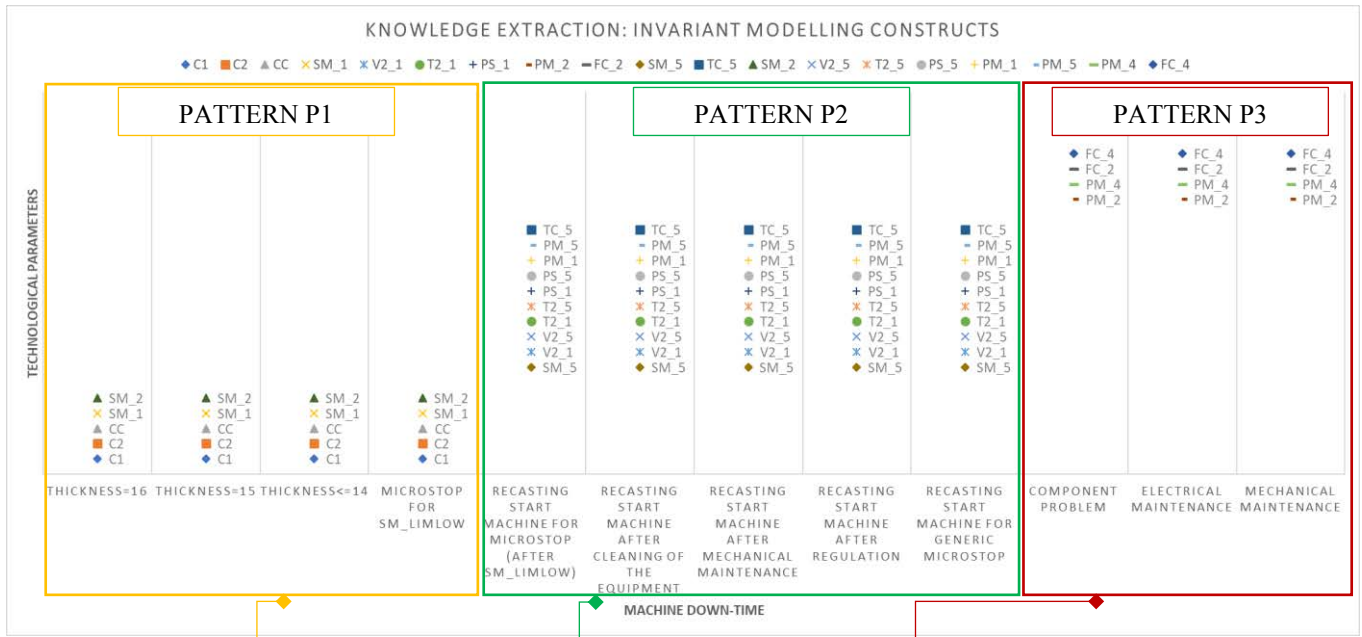 KNOWLEDGE EXTRACTION: INVARIANT MODELLING CONSTRUCTS
C1 C2 CC SM_1 V2_1 T2_1 PS_1 PM_2 FC_2 SM_5 TC_5 SM_2 V2_5 T2_5 PS_5 PM_1 PM_5 PM_4 FC_4
PATTERN P1
PATTERN P2
PATTERN P3
TECHNOLOGICAL PARAMETERS
FC_4 FC_4 FC_4
FC_2 FC_2 FC_2
PM_4 PM_4 PM_4
PM_2 PM_2 PM_2
TC_5 TC_5 TC_5 TC_5 TC_5
PM_5 PM_5 PM_5 PM_5 PM_5
PM_1 PM_1 PM_1 PM_1 PM_1
PS_5 PS_5 PS_5 PS_5 PS_5
PS_1 PS_1 PS_1 PS_1 PS_1
T2_5 T2_5 T2_5 T2_5 T2_5
T2_1 T2_1 T2_1 T2_1 T2_1
V2_5 V2_5 V2_5 V2_5 V2_5
V2_1 V2_1 V2_1 V2_1 V2_1
SM_5 SM_5 SM_5 SM_5 SM_5
SM_2 SM_2 SM_2 SM_2
SM_1 SM_1 SM_1 SM_1
CC CC CC CC
C2 C2 C2 C2
C1 C1 C1 C1
THICKNESS=16
THICKNESS=15
THICKNESS<=14
MICROSTOP
FOR
SM_LIMLOW
RECASTING
START
MACHINE FOR
MICROSTOP
(AFTER
SM_LIMLOW)
RECASTING
START
MACHINE
AFTER
CLEANING OF
THE
EQUIPMENT
RECASTING
START
MACHINE
AFTER
MECHANICAL
MAINTENANCE
RECASTING
START
MACHINE
AFTER
REGULATION
RECASTING
START
MACHINE FOR
GENERIC
MICROSTOP
COMPONENT
PROBLEM
ELECTRICAL
MAINTENANCE
MECHANICAL
MAINTENANCE
MACHINE DOWN-TIME